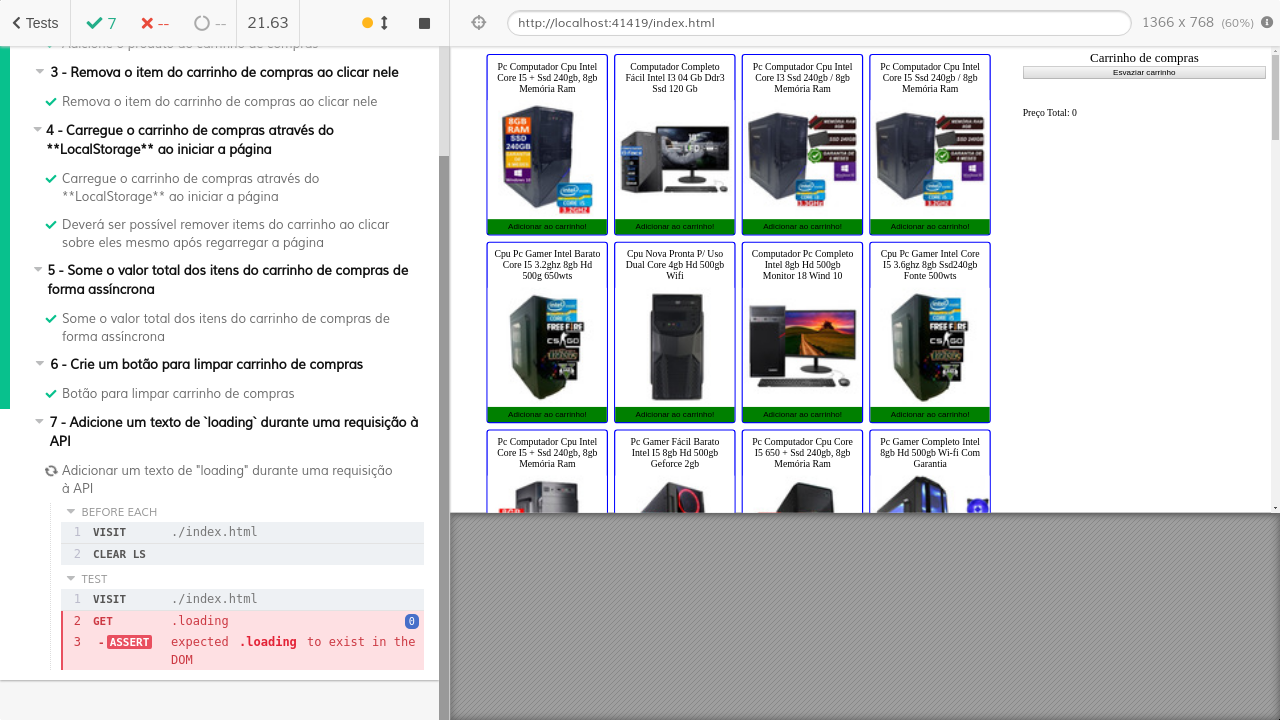 Tests
7
--
--
21.63
http://localhost:41419/index.html
1366 x 768 (60%)
Adicione o produto ao carrinho de compras
3 - Remova o item do carrinho de compras ao clicar nele
Remova o item do carrinho de compras ao clicar nele
4 - Carregue o carrinho de compras através do
**LocalStorage** ao iniciar a página
Carregue o carrinho de compras através do
**LocalStorage** ao iniciar a página
Deverá ser possível remover items do carrinho ao clicar
sobre eles mesmo após regarregar a página
5 - Some o valor total dos itens do carrinho de compras de
forma assíncrona
Some o valor total dos itens do carrinho de compras de
forma assíncrona
6 - Crie um botão para limpar carrinho de compras
Botão para limpar carrinho de compras
7 - Adicione um texto de `loading` durante uma requisição à
API
Adicionar um texto de "loading" durante uma requisição
à API
BEFORE EACH
1 VISIT ./index.html
2 CLEAR LS
TEST
1 VISIT ./index.html
2 GET .loading 0
3 -ASSERT expected .loading to exist in the
DOM
Pc Computador Cpu Intel
Core I5 + Ssd 240gb, 8gb
Memória Ram
8GB
RAM
SSD
240GB
Adicionar ao carrinho!
Computador Completo
Fácil Intel I3 04 Gb Ddr3
Ssd 120 Gb
Adicionar ao carrinho!
Pc Computador Cpu Intel
Core I3 Ssd 240gb / 8gb
Memória Ram
Adicionar ao carrinho!
Pc Computador Cpu Intel
Core I5 Ssd 240gb / 8gb
Memória Ram
Adicionar ao carrinho!
Carrinho de compras
Esvaziar carrinho
Preço Total: 0
Cpu Pc Gamer Intel Barato
Core I5 3.2ghz 8gb Hd
500g 650wts
FREE FIRE
CS:GO
Adicionar ao carrinho!
Cpu Nova Pronta P/ Uso
Dual Core 4gb Hd 500gb
Wifi
Adicionar ao carrinho!
Computador Pc Completo
Intel 8gb Hd 500gb
Monitor 18 Wind 10
Adicionar ao carrinho!
Cpu Pc Gamer Intel Core
I5 3.6ghz 8gb Ssd240gb
Fonte 500wts
FREE FIRE
CS:GO
Adicionar ao carrinho!
Pc Computador Cpu Intel
Core I5 + Ssd 240gb, 8gb
Memória Ram
Pc Gamer Fácil Barato
Intel I5 8gb Hd 500gb
Geforce 2gb
Pc Computador Cpu Core
I5 650 + Ssd 240gb, 8gb
Memória Ram
Pc Gamer Completo Intel
8gb Hd 500gb Wi-fi Com
Garantia